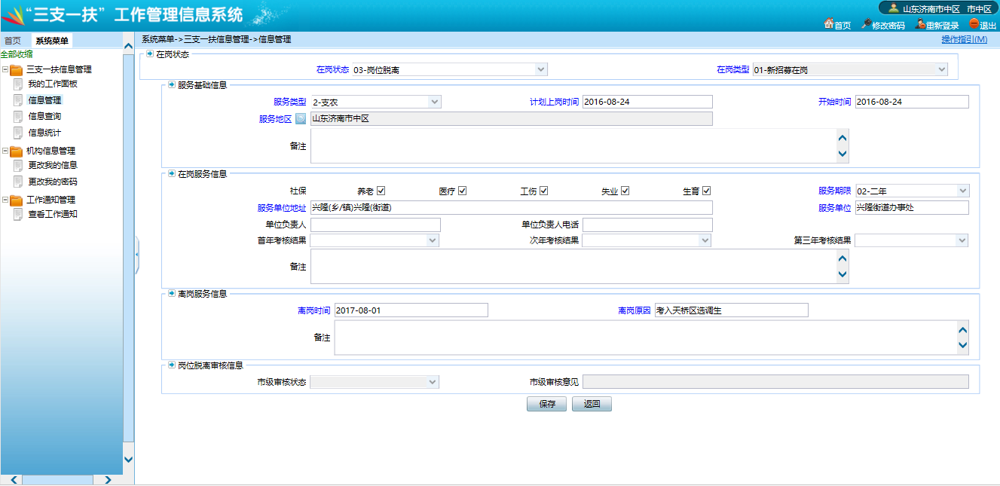 “三支一扶”工作管理信息系统
山东济南市中区 市中区
首页 修改密码 重新登录 退出
首页 系统菜单
系统菜单->三支一扶信息管理->信息管理
操作指引(M)
全部收缩
三支一扶信息管理
我的工作面板
信息管理
信息查询
信息统计
机构信息管理
更改我的信息
更改我的密码
工作通知管理
查看工作通知
在岗状态
在岗状态 03-岗位脱离 在岗类型 01-新招募在岗
服务基础信息
服务类型 2-支农 计划上岗时间 2016-08-24 开始时间 2016-08-24
服务地区 山东济南市中区
备注
在岗服务信息
社保 养老 医疗 工伤 失业 生育 服务期限 02-二年
服务单位地址 兴隆(乡/镇)兴隆(街道) 服务单位 兴隆街道办事处
单位负责人 单位负责人电话
首年考核结果 次年考核结果 第三年考核结果
备注
离岗服务信息
离岗时间 2017-08-01 离岗原因 考入天桥区选调生
备注
岗位脱离审核信息
市级审核状态 市级审核意见
保存 返回